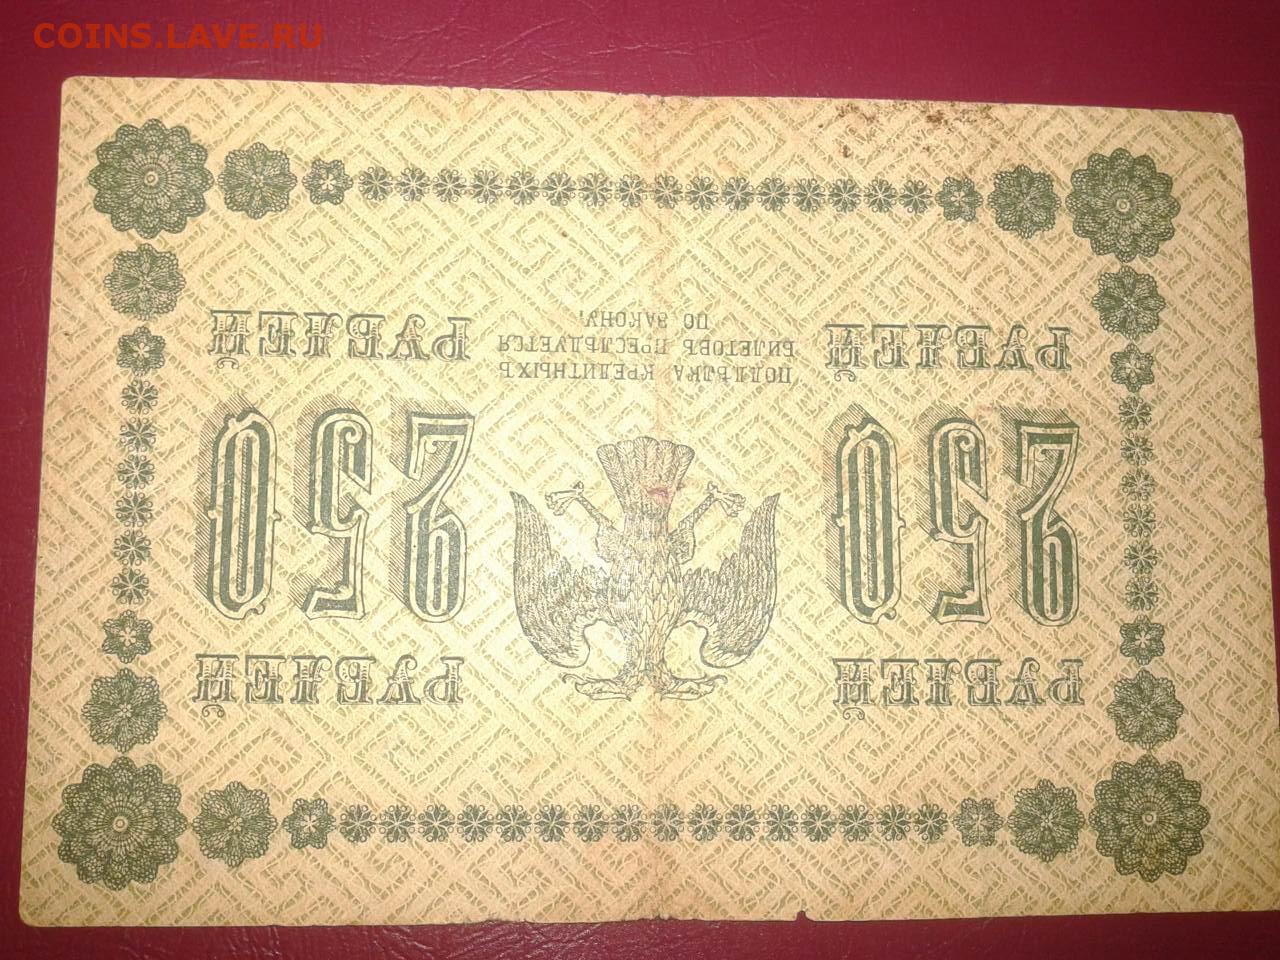 COINS.LAVE.RU
РУБЛЕЙ
РУБЛЕЙ
250
250
РУБЛЕЙ
ПОДДѢЛКА КРЕДИТНЫХЪ
БИЛЕТОВЪ ПРЕСЛѢДУЕТСЯ
ПО ЗАКОНУ.
РУБЛЕЙ